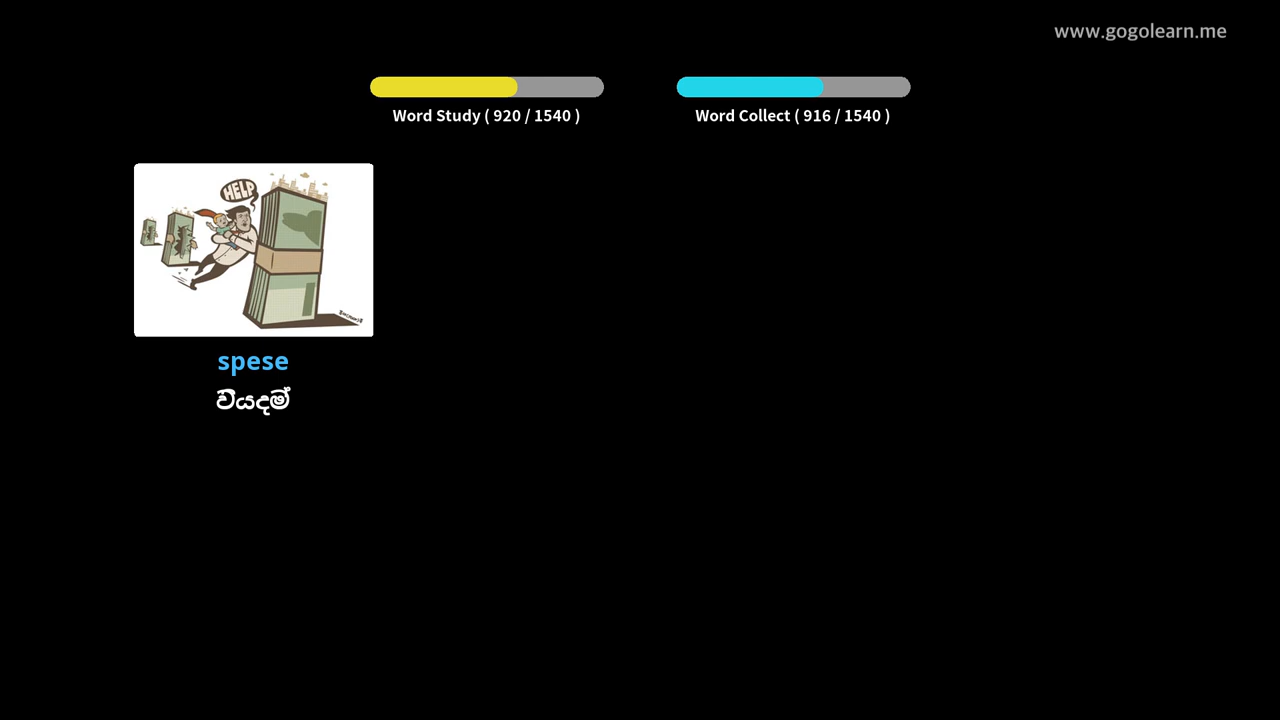 www.gogolearn.me
Word Study ( 920 / 1540 )
Word Collect ( 916 / 1540 )
HELP
spese
වියදම්